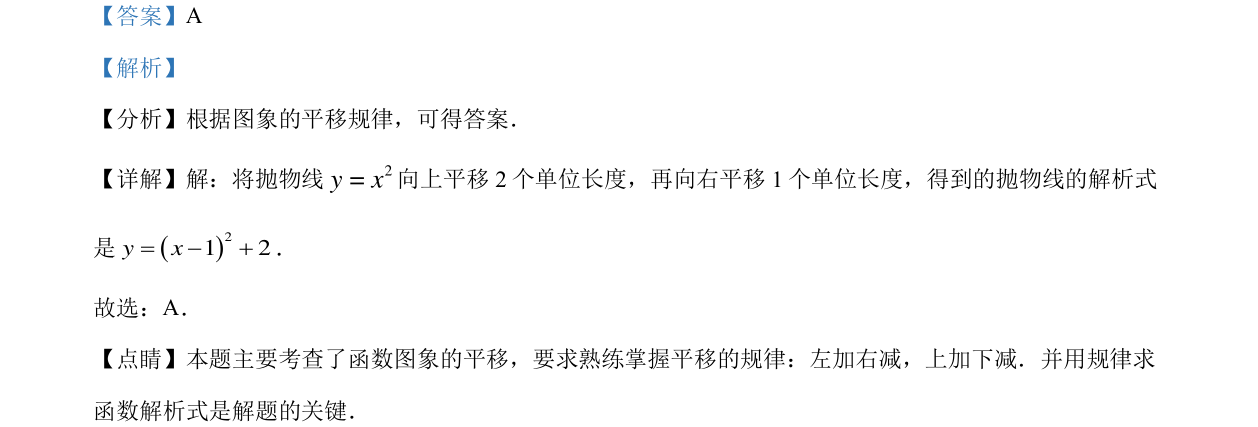 【答案】A
【解析】
【分析】根据图象的平移规律，可得答案．
【详解】解：将抛物线 y = x² 向上平移 2 个单位长度，再向右平移 1 个单位长度，得到的抛物线的解析式
是 y = (x−1)² + 2．
故选：A．
【点睛】本题主要考查了函数图象的平移，要求熟练掌握平移的规律：左加右减，上加下减．并用规律求
函数解析式是解题的关键．